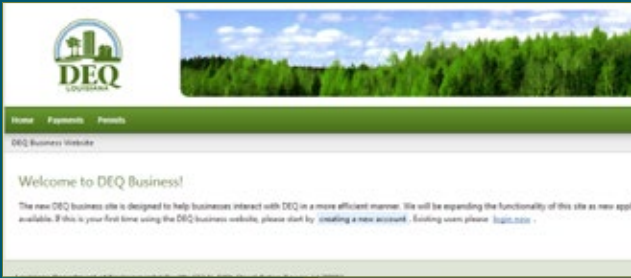 DEQ
LOUISIANA
Home Payments Permits
DEQ Business Website
Welcome to DEQ Business!
The new DEQ business site is designed to help businesses interact with DEQ in a more efficient manner. We will be expanding the functionality of this site as new appl
available. If this is your first time using the DEQ business website, please start by creating a new account. Existing users please login now.